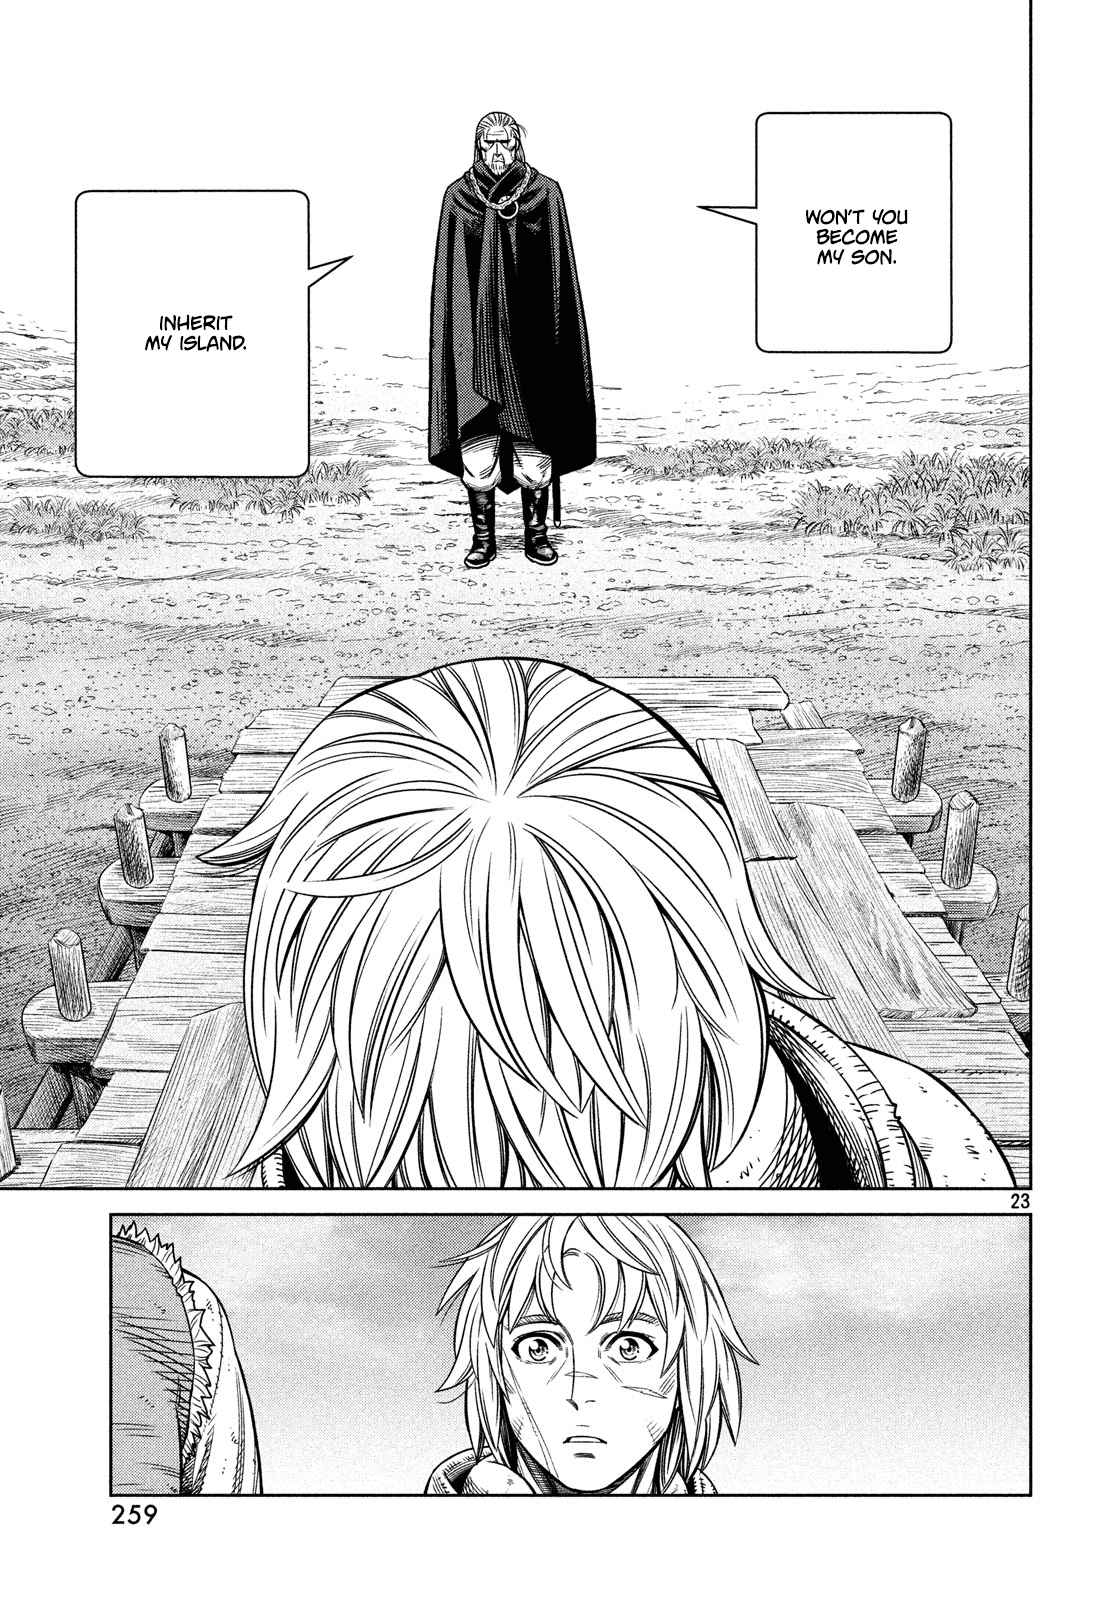 WON'T YOU
BECOME
MY SON.
INHERIT
MY ISLAND.
23
259